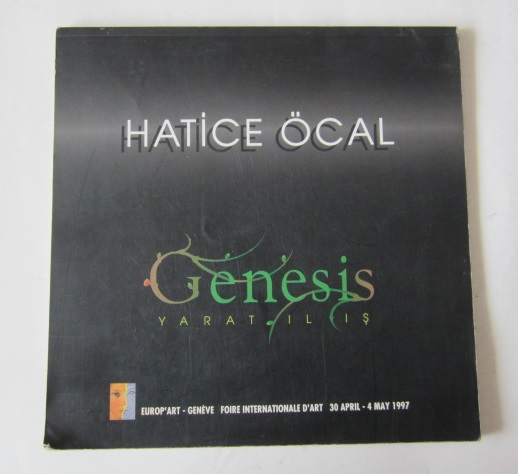 HATİCE ÖCAL
Genesis
YARATILIŞ
EUROP'ART - GENÈVE FOIRE INTERNATIONALE D'ART 30 APRIL - 4 MAY 1997